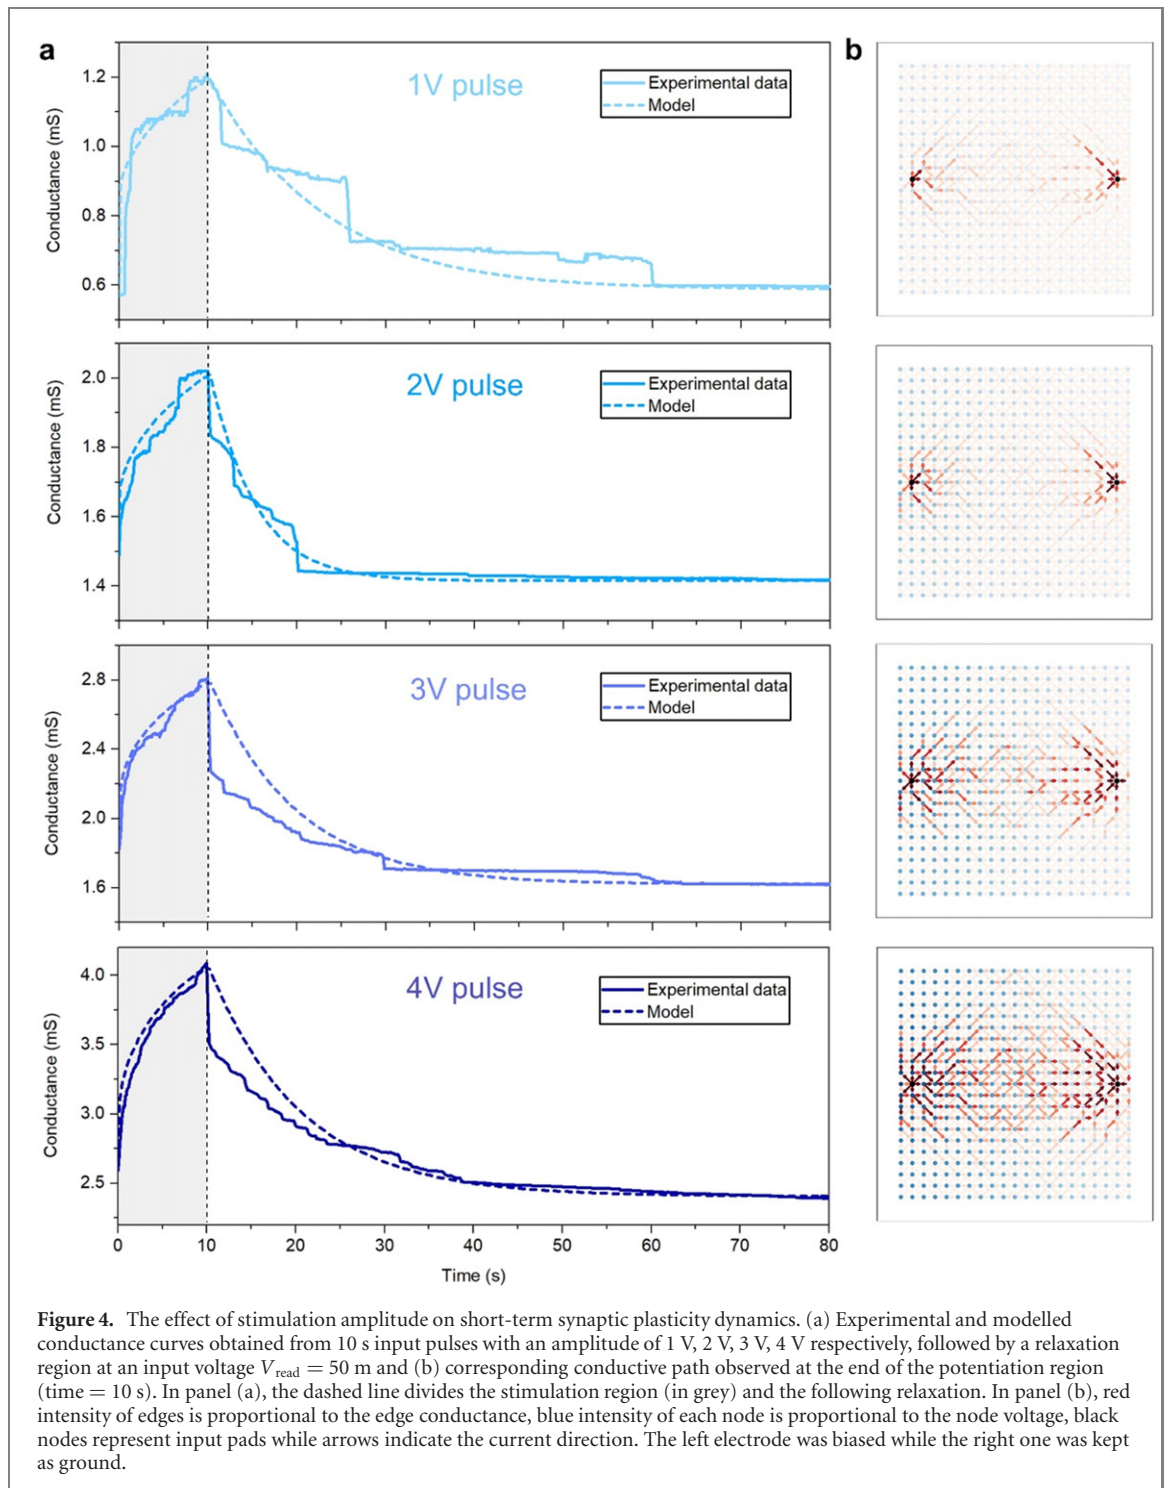 a
b
1V pulse
Experimental data
Model
Conductance (mS)
1.2
1.0
0.8
0.6
2V pulse
Experimental data
Model
Conductance (mS)
2.0
1.8
1.6
1.4
3V pulse
Experimental data
Model
Conductance (mS)
2.8
2.4
2.0
1.6
4V pulse
Experimental data
Model
Conductance (mS)
4.0
3.5
3.0
2.5
0 10 20 30 40 50 60 70 80
Time (s)
Figure 4. The effect of stimulation amplitude on short-term synaptic plasticity dynamics. (a) Experimental and modelled
conductance curves obtained from 10 s input pulses with an amplitude of 1 V, 2 V, 3 V, 4 V respectively, followed by a relaxation
region at an input voltage Vread = 50 m and (b) corresponding conductive path observed at the end of the potentiation region
(time = 10 s). In panel (a), the dashed line divides the stimulation region (in grey) and the following relaxation. In panel (b), red
intensity of edges is proportional to the edge conductance, blue intensity of each node is proportional to the node voltage, black
nodes represent input pads while arrows indicate the current direction. The left electrode was biased while the right one was kept
as ground.